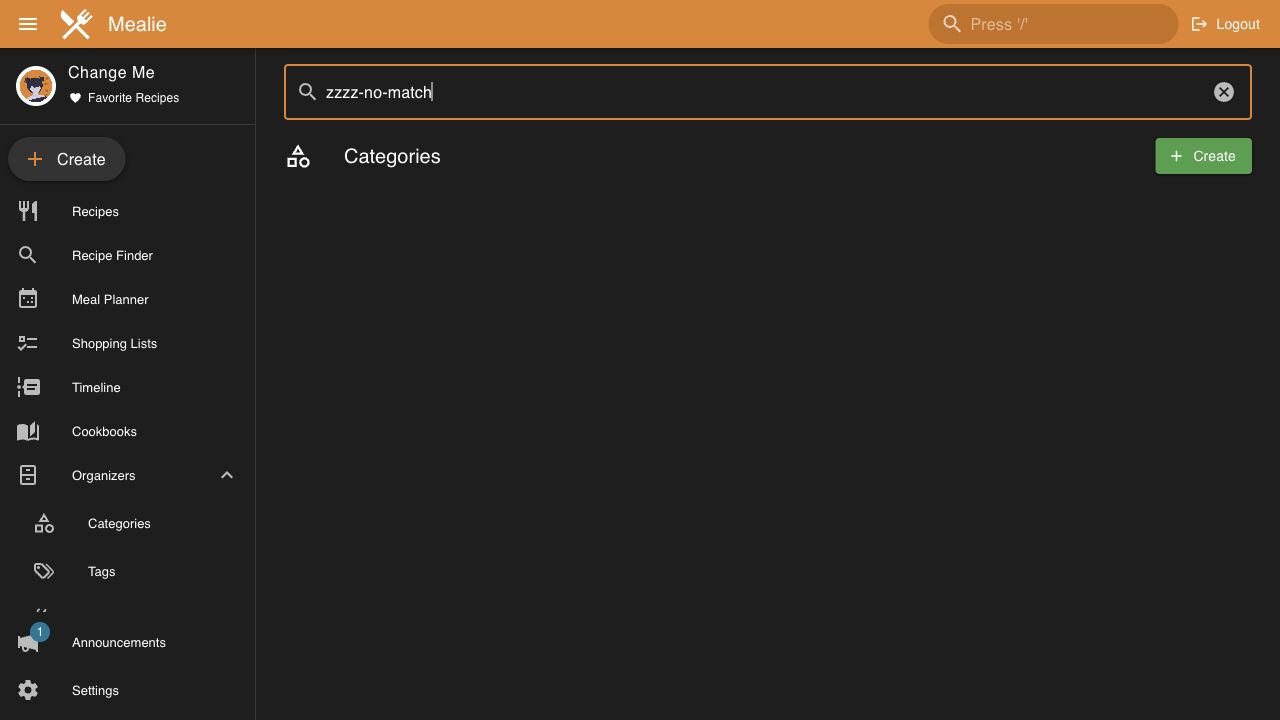 Mealie
Press '/'
Logout
Change Me
Favorite Recipes
zzzz-no-match
Create
Categories
Create
Recipes
Recipe Finder
Meal Planner
Shopping Lists
Timeline
Cookbooks
Organizers
Categories
Tags
1
Announcements
Settings